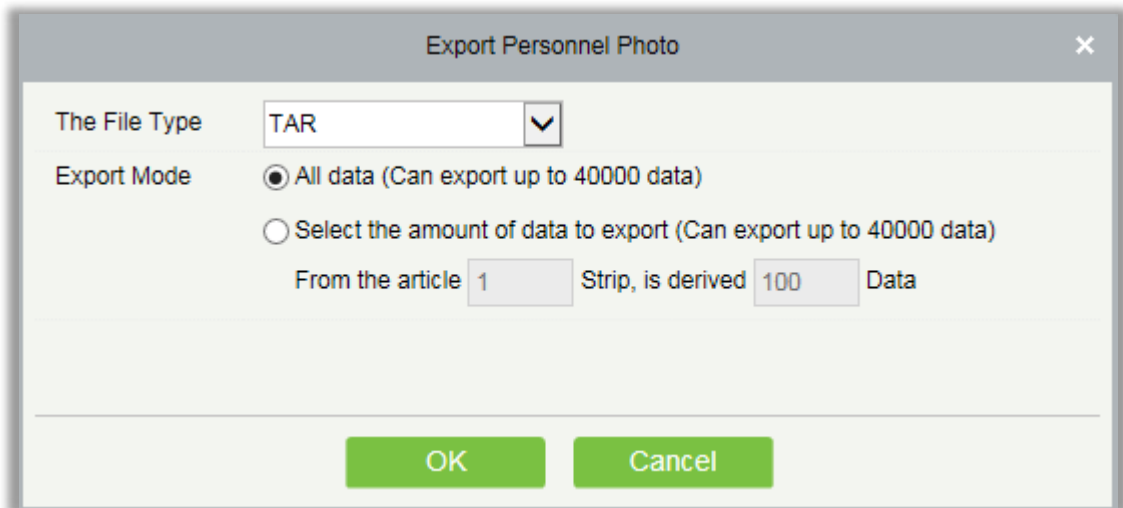 Export Personnel Photo ×
The File Type TAR
Export Mode All data (Can export up to 40000 data)
Select the amount of data to export (Can export up to 40000 data)
From the article 1 Strip, is derived 100 Data
OK Cancel